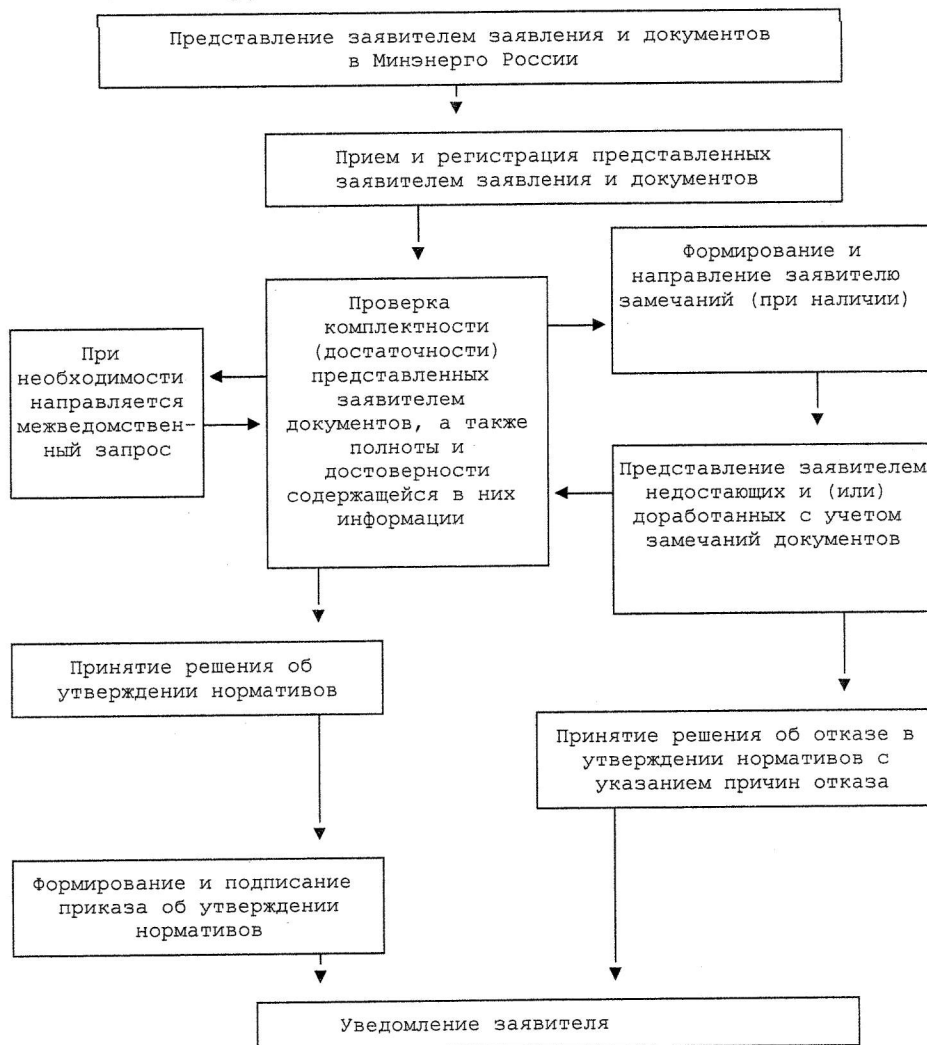 Представление заявителем заявления и документов
в Минэнерго России
Прием и регистрация представленных
заявителем заявления и документов
Формирование и
направление заявителю
замечаний (при наличии)
Проверка
комплектности
(достаточности)
представленных
заявителем
документов, а также
полноты и
достоверности
содержащейся в них
информации
При
необходимости
направляется
межведомствен-
ный запрос
Представление заявителем
недостающих и (или)
доработанных с учетом
замечаний документов
Принятие решения об
утверждении нормативов
Принятие решения об отказе в
утверждении нормативов с
указанием причин отказа
Формирование и подписание
приказа об утверждении
нормативов
Уведомление заявителя